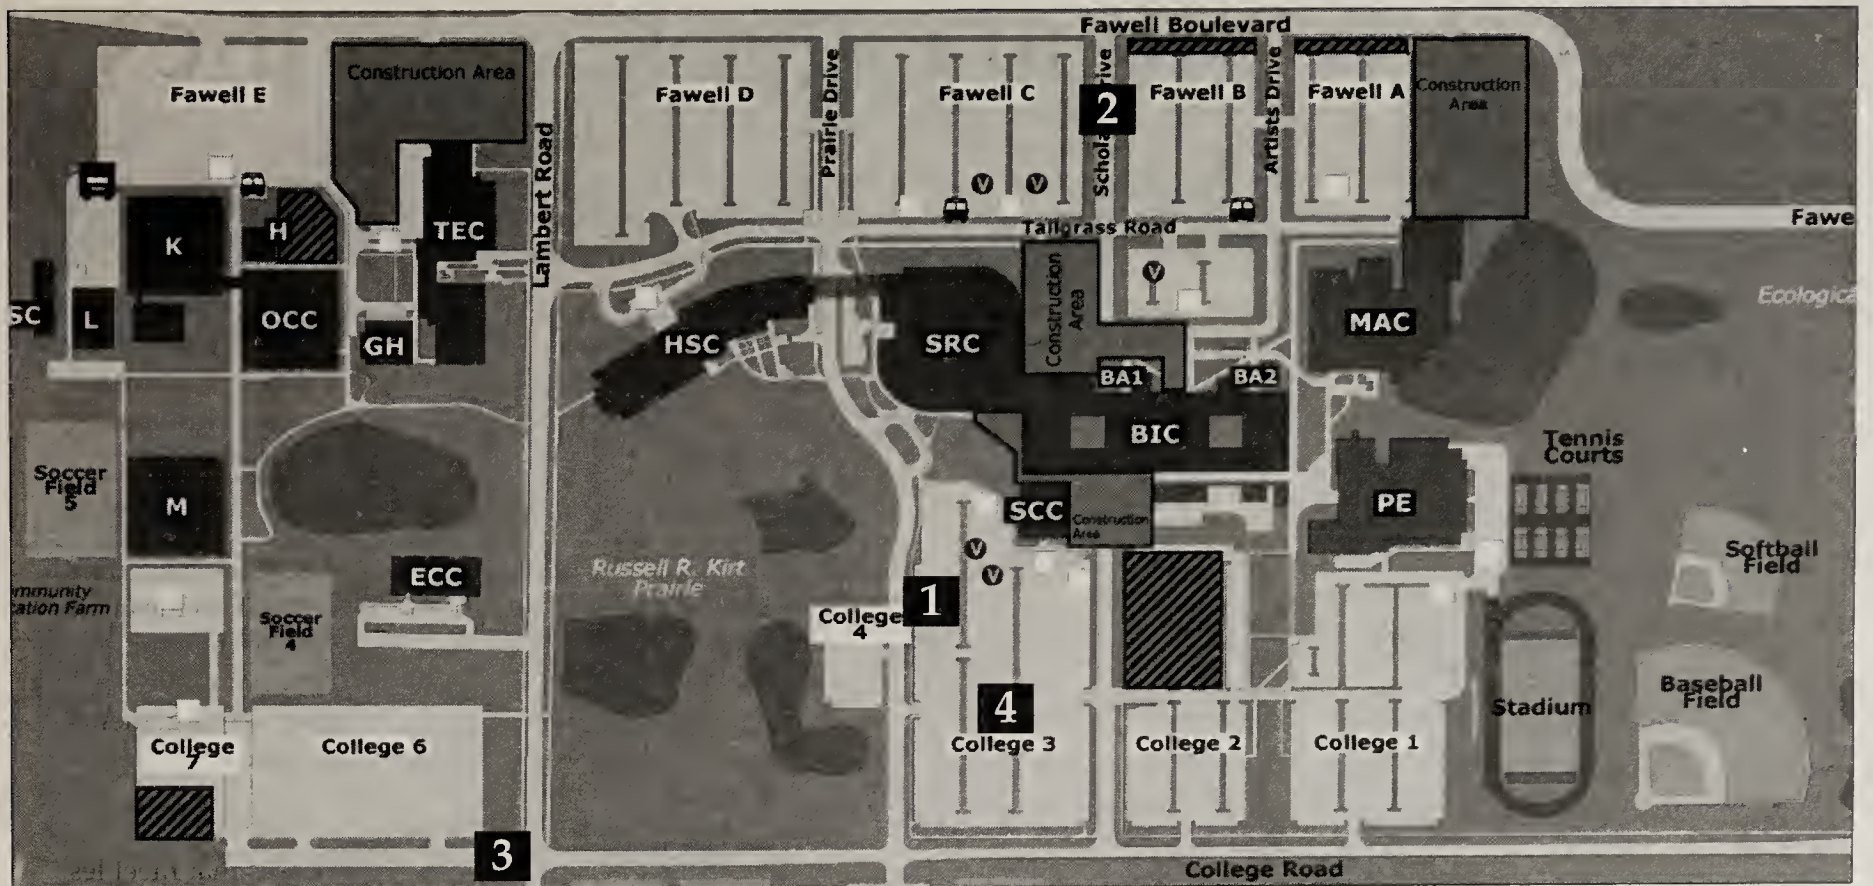 Fawell Boulevard
Fawell E
Construction Area
Fawell D
Prairie Drive
Fawell C
2
Fawell B
Artists Drive
Fawell A
Construction
Area
Lambert Road
V
V
K
H
TEC
Tallgrass Road
Fawe
SC
L
OCC
GH
HSC
SRC
Construction
Area
V
BA1
BA2
MAC
Ecologica
BIC
Tennis
Courts
Soccer
Field
5
M
SCC
Construction
Area
PE
Softball
Field
ECC
Russell R. Kirt
Prairie
V
V
1
College
4
mmunity
ation Farm
Soccer
Field
4
4
Baseball
Field
Stadium
College
7
College 6
College 3
College 2
College 1
3
College Road